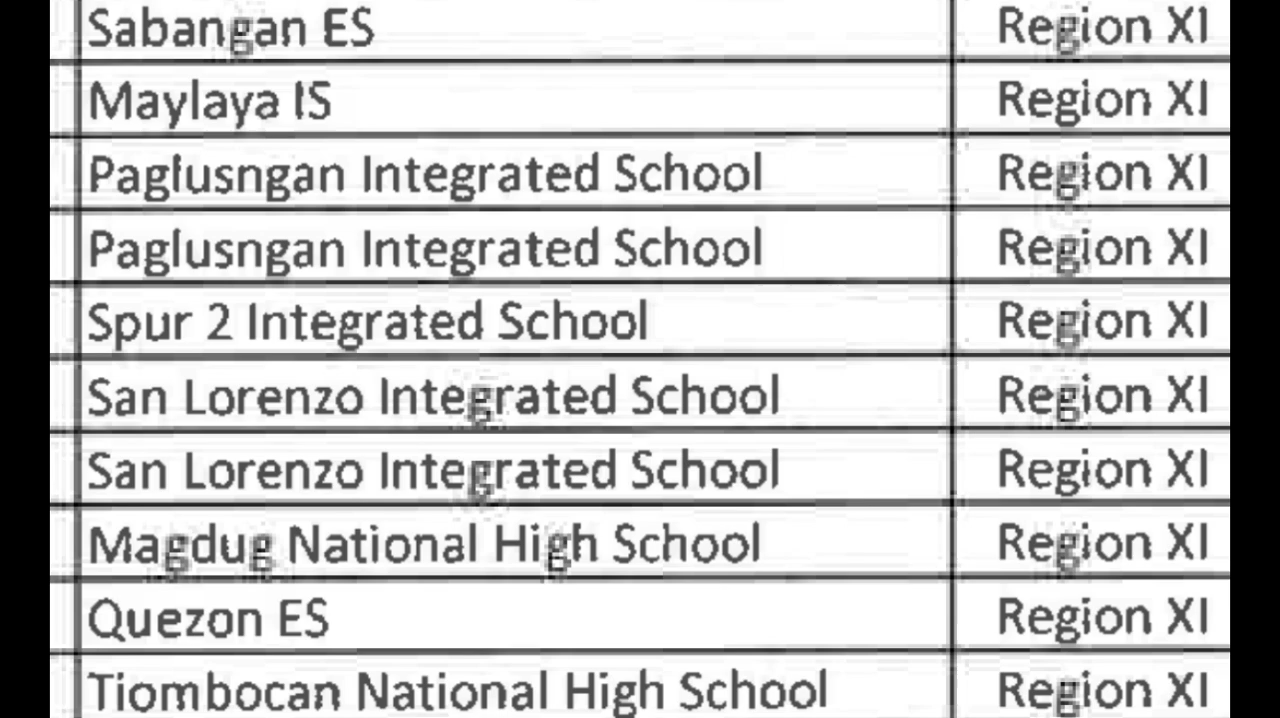 Sabangan ES Region XI
Maylaya IS Region XI
Paglusngan Integrated School Region XI
Paglusngan Integrated School Region XI
Spur 2 Integrated School Region XI
San Lorenzo Integrated School Region XI
San Lorenzo Integrated School Region XI
Magdug National High School Region XI
Quezon ES Region XI
Tiombocan National High School Region XI